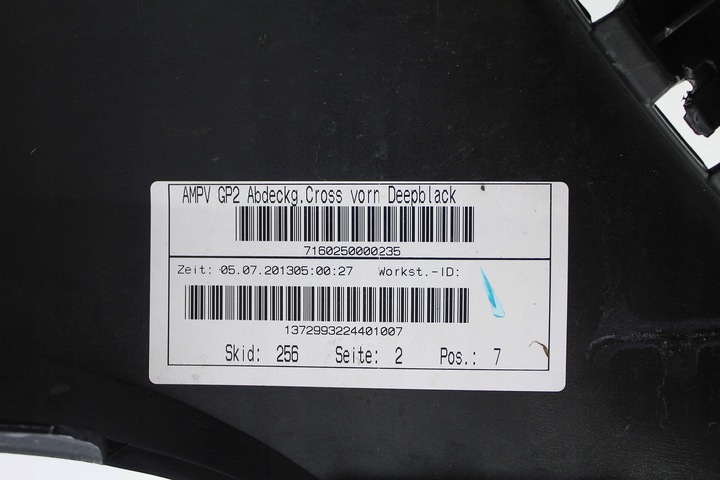 AMPV GP2 Abdeckg.Cross vorn Deepblack
7160250000235
Zeit: 05.07.201305:00:27 Workst.-ID:
1372993224401007
Skid: 256 Seite: 2 Pos.: 7